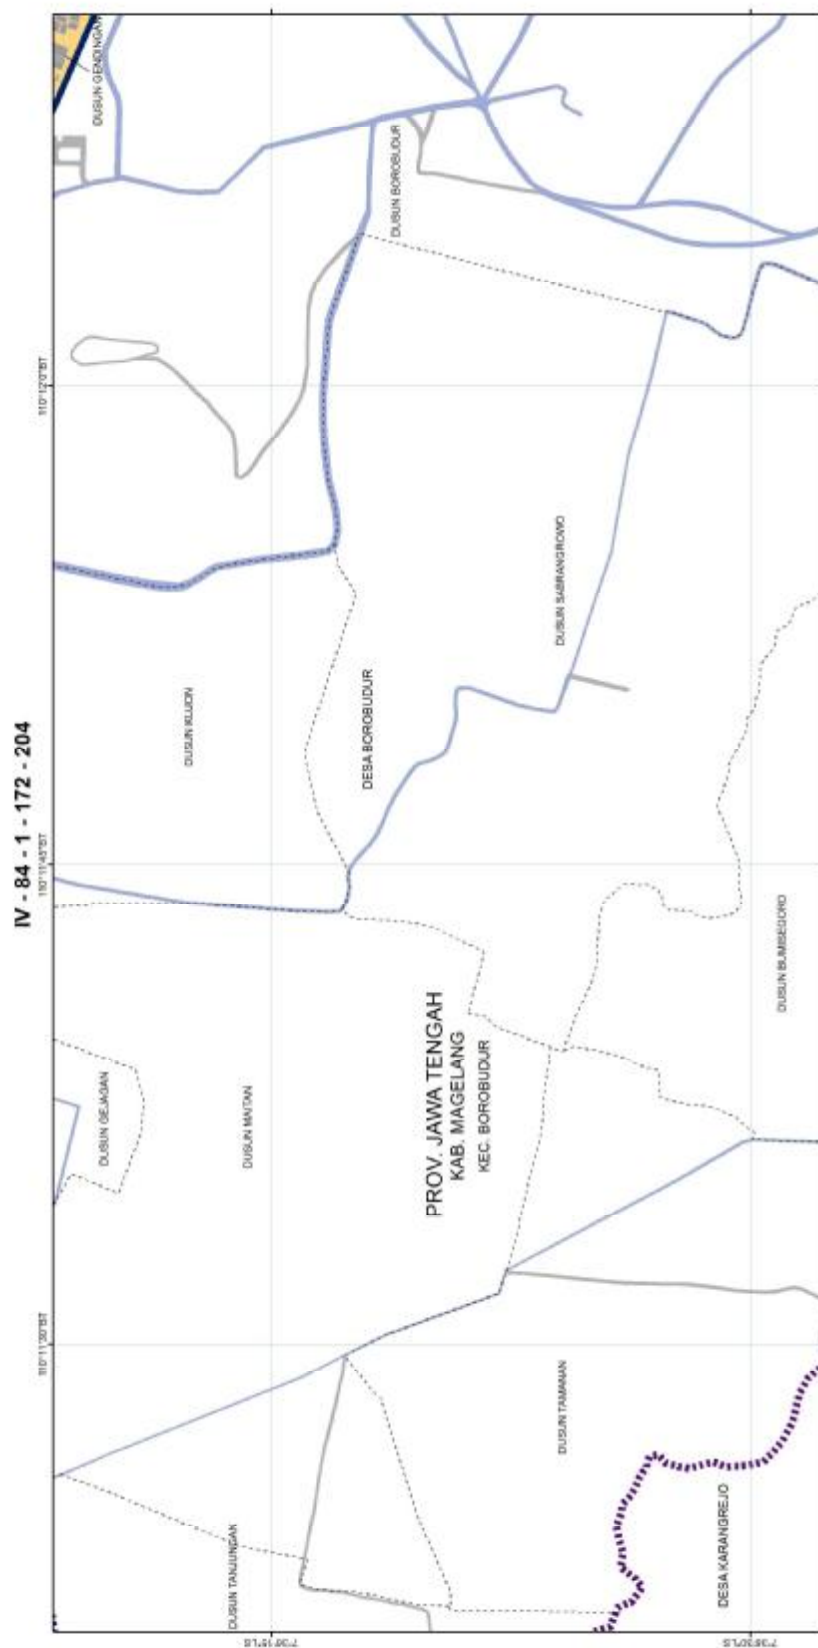 IV - 84 - 1 - 172 - 204
110°11'30"BT
110°11'45"BT
110°12'0"BT
DUSUN GENDINGAN
DUSUN BOROBUDUR
DUSUN KLIJON
DESA BOROBUDUR
DUSUN SABRANGROWO
DUSUN GEJAGAN
DUSUN MAITAN
PROV. JAWA TENGAH
KAB. MAGELANG
KEC. BOROBUDUR
DUSUN BUMISEGORO
DUSUN TANJUNGAN
DUSUN TAMANAN
DESA KARANGREJO
7°36'15"LS
7°36'30"LS